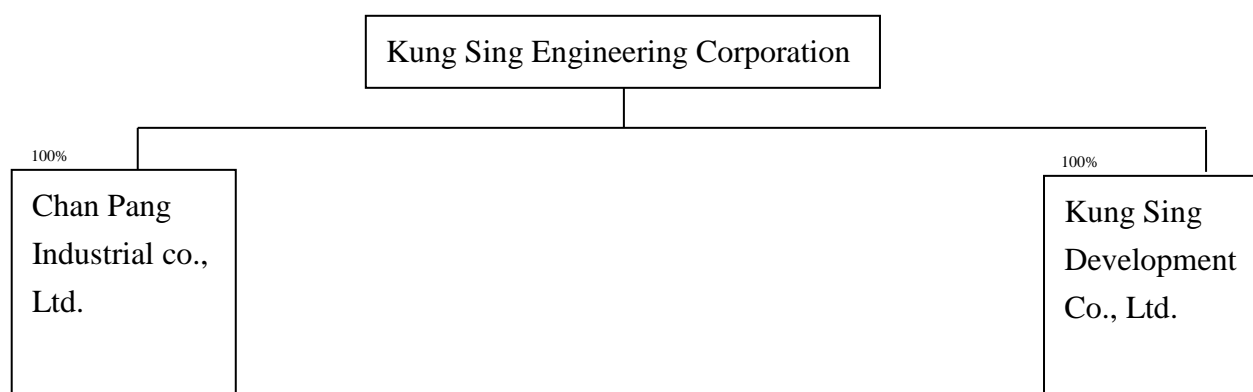 Kung Sing Engineering Corporation
100%
Chan Pang
Industrial co.,
Ltd.
100%
Kung Sing
Development
Co., Ltd.